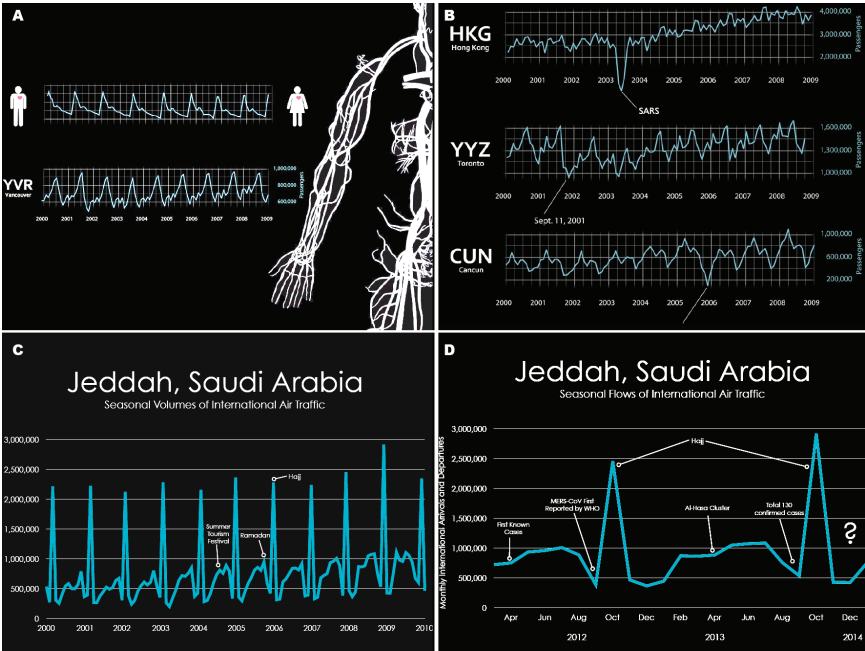 A
YVR
Vancouver
1,000,000
800,000
600,000
Passengers
2000 2001 2002 2003 2004 2005 2006 2007 2008 2009
B
HKG
Hong Kong
4,000,000
3,000,000
2,000,000
Passengers
2000 2001 2002 2003 2004 2005 2006 2007 2008 2009
SARS
YYZ
Toronto
1,600,000
1,300,000
1,000,000
Passengers
2000 2001 2002 2003 2004 2005 2006 2007 2008 2009
Sept. 11, 2001
CUN
Cancun
1,000,000
600,000
200,000
Passengers
2000 2001 2002 2003 2004 2005 2006 2007 2008 2009
C
Jeddah, Saudi Arabia
Seasonal Volumes of International Air Traffic
3,000,000
2,500,000
2,000,000
1,500,000
1,000,000
500,000
0
Hajj
Summer
Tourism
Festival
Ramadan
2000 2001 2002 2003 2004 2005 2006 2007 2008 2009 2010
D
Jeddah, Saudi Arabia
Seasonal Flows of International Air Traffic
Monthly International Arrivals and Departures
3,000,000
2,500,000
2,000,000
1,500,000
1,000,000
500,000
0
Hajj
MERS-CoV First
Reported by WHO
First Known
Cases
Al-Hasa Cluster
Total 130
confirmed cases
?
Apr Jun Aug Oct Dec Feb Apr Jun Aug Oct Dec
2012 2013 2014